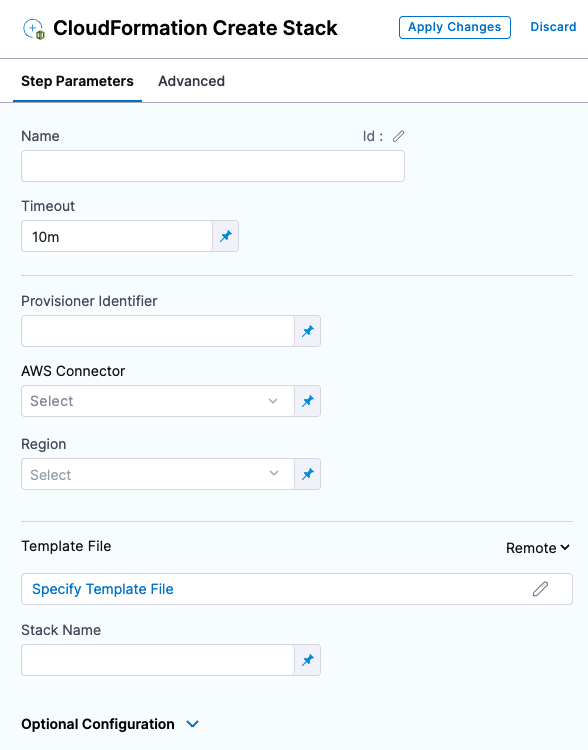 CloudFormation Create Stack
Apply Changes
Discard
Step Parameters
Advanced
Name
Id :
Timeout
10m
Provisioner Identifier
AWS Connector
Select
Region
Select
Template File
Remote
Specify Template File
Stack Name
Optional Configuration